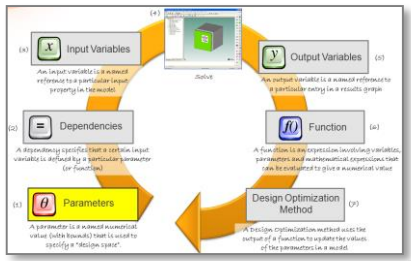 (4)
(3)
x
Input Variables
An input variable is a named
reference to a particular input
property in the model
Solve
y
Output Variables
(5)
An output variable is a named reference to
a particular entry in a results graph
(2)
=
Dependencies
A dependency specifies that a certain input
variable is defined by a particular parameter
(or function)
f()
Function
(6)
A function is an expression involving variables,
parameters and mathematical expressions that
can be evaluated to give a numerical value
(1)
θ
Parameters
A parameter is a named numerical
value (with bounds) that is used to
specify a "design space".
Design Optimization
Method
(7)
A Design Optimization method uses the
output of a function to update the values
of the parameters in a model